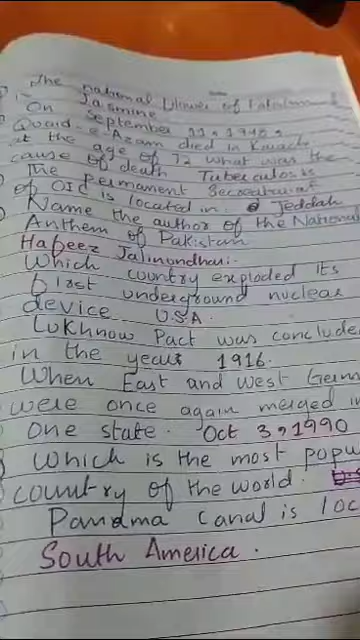 The national flower of Pakistan
is Jasmine
On September 11, 1948,
Quaid-e-Azam died in Karachi
at the age of 72 what was the
cause of death Tuberculosis
The permanent Secretariat
of OIC is located in Jeddah
Name the author of the National
Anthem of Pakistan
Hafeez Jalinondhari.
Which country exploded its
first underground nuclear
device U.S.A.
Lukhnow Pact was conclude
in the year 1916.
When East and West Germ
were once again merged in
one state. Oct 3, 1990
Which is the most popu
country of the world.
Panama Canal is loc
South America.